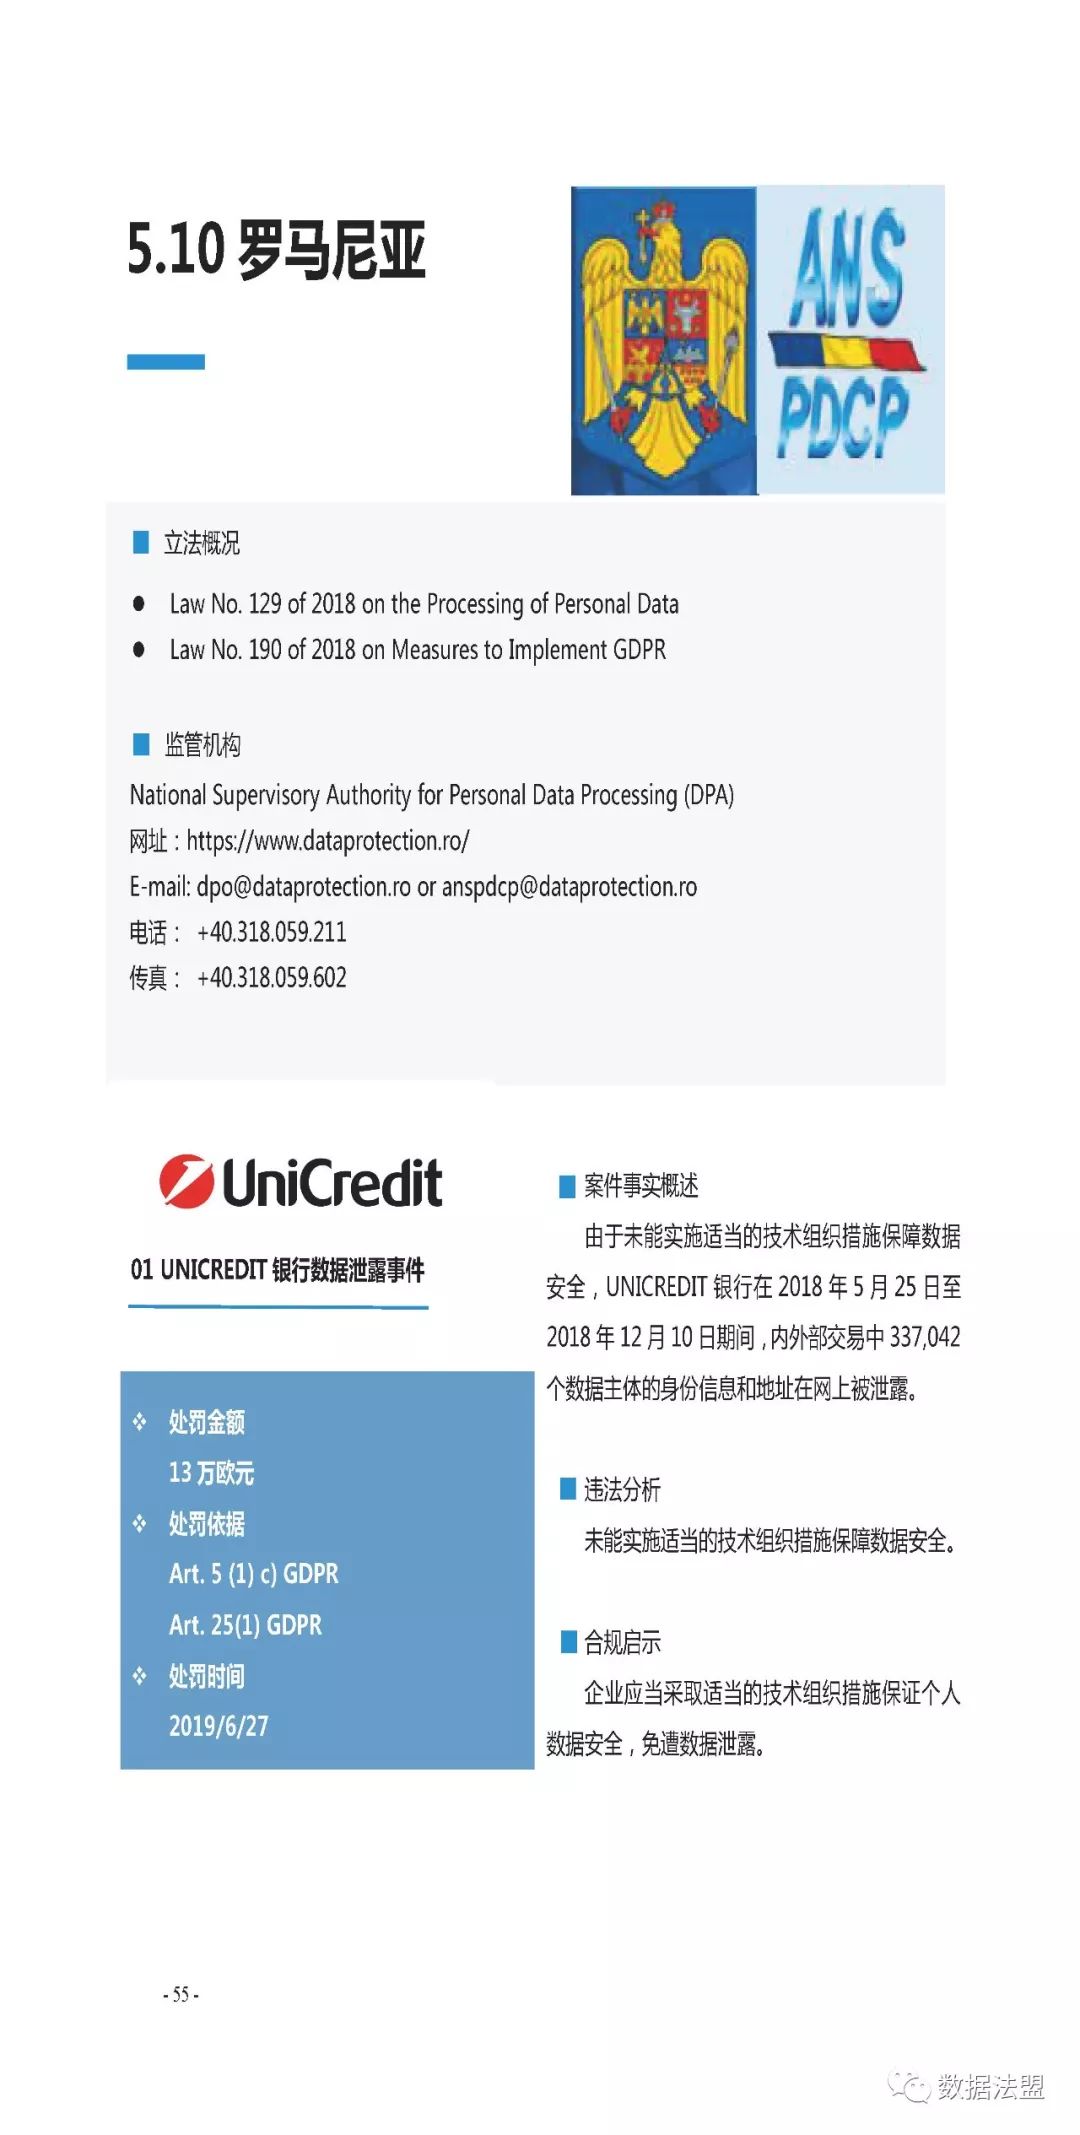 5.10 罗马尼亚
ANS
PDCP
立法概况
● Law No. 129 of 2018 on the Processing of Personal Data
● Law No. 190 of 2018 on Measures to Implement GDPR
监管机构
National Supervisory Authority for Personal Data Processing (DPA)
网址：https://www.dataprotection.ro/
E-mail: dpo@dataprotection.ro or anspdcp@dataprotection.ro
电话： +40.318.059.211
传真： +40.318.059.602
UniCredit
01 UNICREDIT 银行数据泄露事件
❖ 处罚金额
13 万欧元
❖ 处罚依据
Art. 5 (1) c) GDPR
Art. 25(1) GDPR
❖ 处罚时间
2019/6/27
案件事实概述
由于未能实施适当的技术组织措施保障数据
安全，UNICREDIT 银行在 2018 年 5 月 25 日至
2018 年 12 月 10 日期间，内外部交易中 337,042
个数据主体的身份信息和地址在网上被泄露。
违法分析
未能实施适当的技术组织措施保障数据安全。
合规启示
企业应当采取适当的技术组织措施保证个人
数据安全，免遭数据泄露。
- 55 -
数据法盟